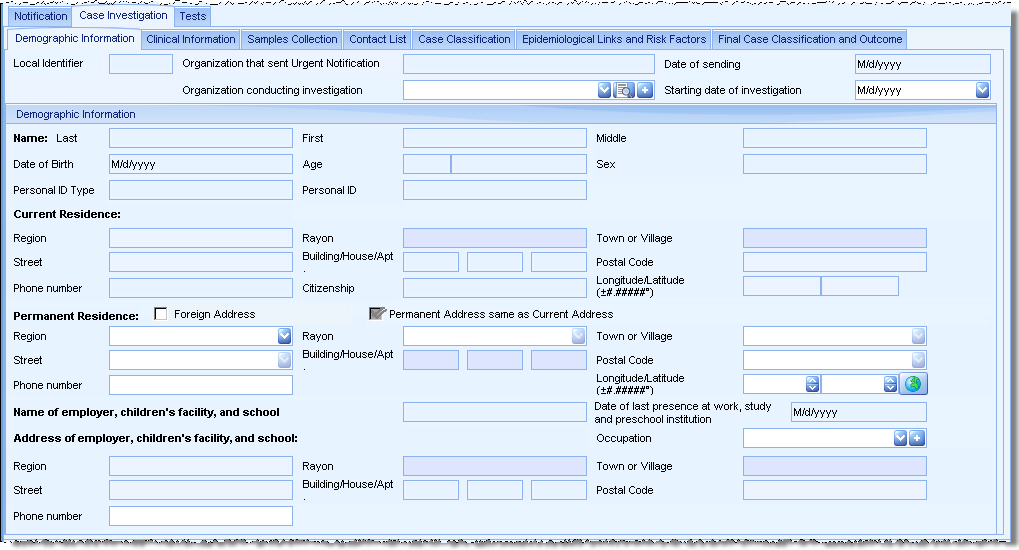 Notification Case Investigation Tests
Demographic Information Clinical Information Samples Collection Contact List Case Classification Epidemiological Links and Risk Factors Final Case Classification and Outcome
Local Identifier Organization that sent Urgent Notification Date of sending M/d/yyyy
Organization conducting investigation Starting date of investigation M/d/yyyy
Demographic Information
Name: Last First Middle
Date of Birth M/d/yyyy Age Sex
Personal ID Type Personal ID
Current Residence:
Region Rayon Town or Village
Street Building/House/Apt . Postal Code
Phone number Citizenship Longitude/Latitude
(±#.#####°)
Permanent Residence: Foreign Address Permanent Address same as Current Address
Region Rayon Town or Village
Street Building/House/Apt . Postal Code
Phone number Longitude/Latitude
(±#.#####°)
Name of employer, children's facility, and school Date of last presence at work, study
and preschool institution M/d/yyyy
Address of employer, children's facility, and school: Occupation
Region Rayon Town or Village
Street Building/House/Apt . Postal Code
Phone number